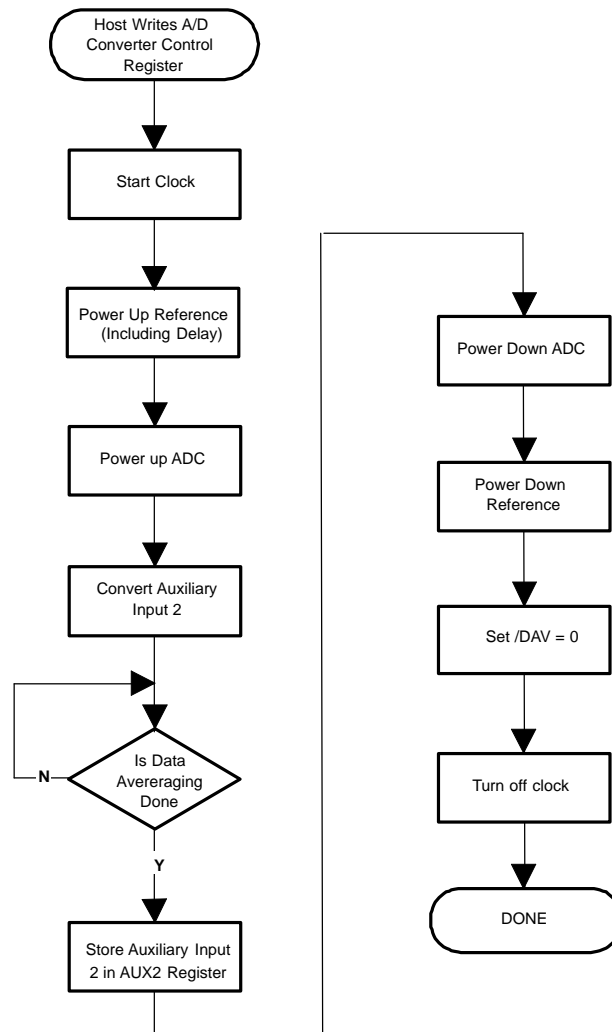 Host Writes A/D
Converter Control
Register
Start Clock
Power Up Reference
(Including Delay)
Power up ADC
Convert Auxiliary
Input 2
Is Data
Avereraging
Done
N
Y
Store Auxiliary Input
2 in AUX2 Register
Power Down ADC
Power Down
Reference
Set /DAV = 0
Turn off clock
DONE